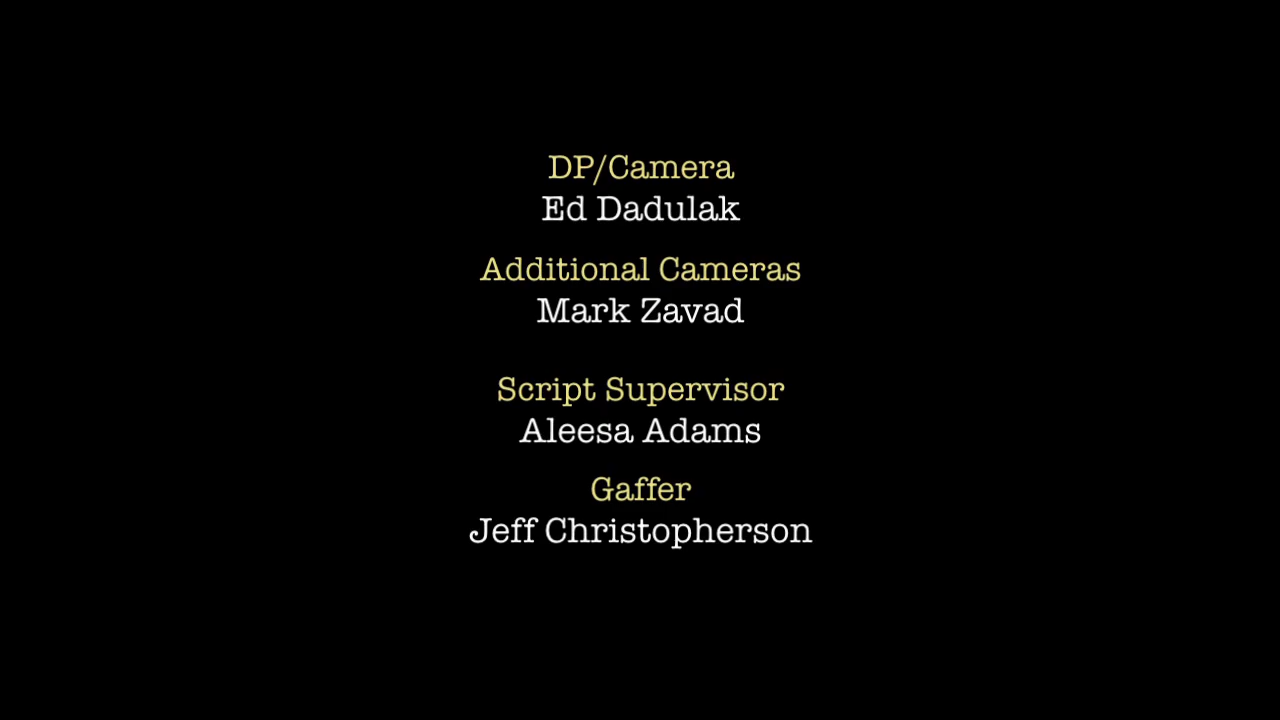 DP/Camera
Ed Dadulak
Additional Cameras
Mark Zavad
Script Supervisor
Aleesa Adams
Gaffer
Jeff Christopherson